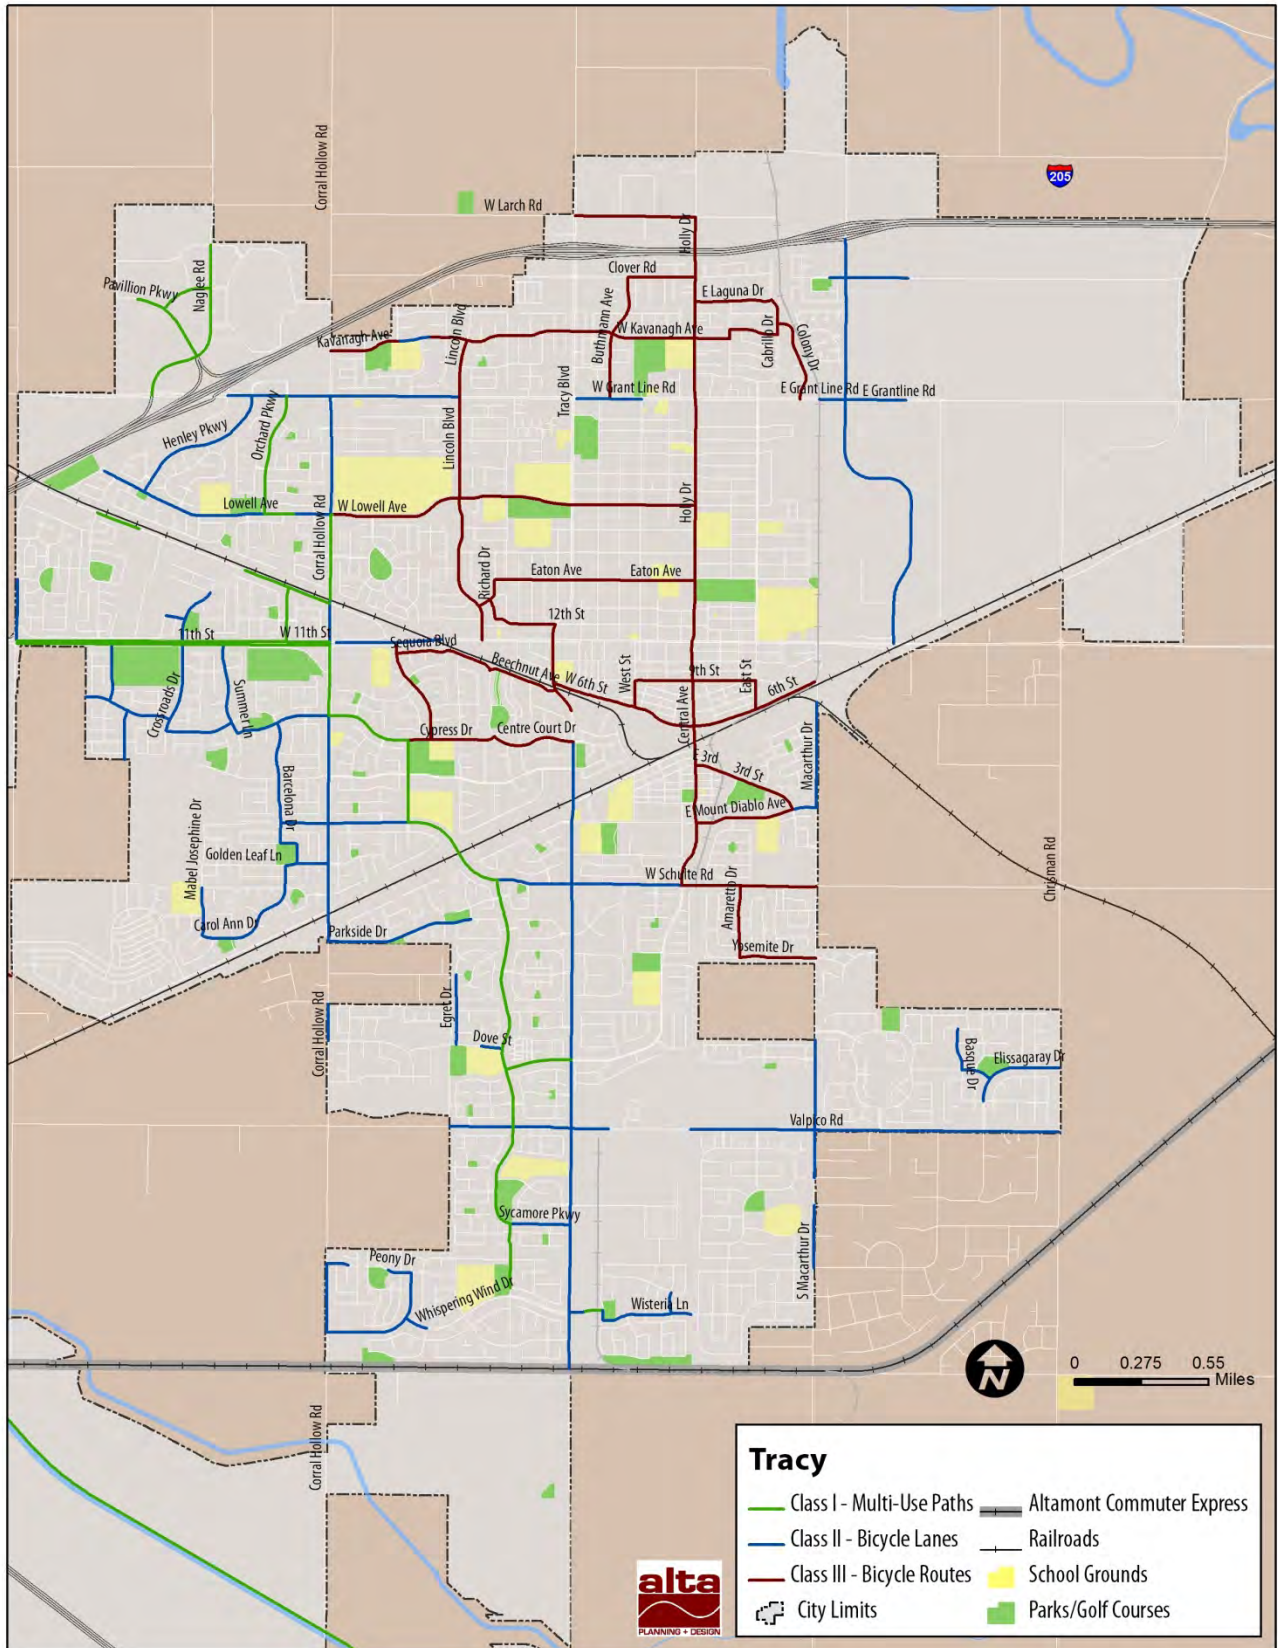 Corral Hollow Rd
205
W Larch Rd
Holly Dr
Clover Rd
Naglee Rd
Pavillion Pkwy
E Laguna Dr
Buthmann Ave
Lincoln Blvd
W Kavanagh Ave
Kavanagh Ave
Cabrillo Dr
Colony Dr
Tracy Blvd
W Grant Line Rd
E Grant Line Rd
E Grantline Rd
Orchard Pkwy
Henley Pkwy
Lincoln Blvd
Lowell Ave
Corral Hollow Rd
W Lowell Ave
Holly Dr
Richard Dr
Eaton Ave
Eaton Ave
12th St
11th St
W 11th St
Sequoia Blvd
Beechnut Ave
W 6th St
West St
9th St
East St
6th St
Crossroads Dr
Summer Ln
Central Ave
Cypress Dr
Centre Court Dr
Macarthur Dr
E 3rd
3rd St
Barcelona Dr
E Mount Diablo Ave
Mabel Josephine Dr
Golden Leaf Ln
W Schulte Rd
Chrisman Rd
Amaretto Dr
Carol Ann Dr
Parkside Dr
Yosemite Dr
Corral Hollow Rd
Egret Dr
Dove St
Basque Dr
Elissagaray Dr
Valpico Rd
Sycamore Pkwy
S Macarthur Dr
Peony Dr
Whispering Wind Dr
Wisteria Ln
N
0 0.275 0.55
Miles
Corral Hollow Rd
Tracy
Class I - Multi-Use Paths
Altamont Commuter Express
Class II - Bicycle Lanes
Railroads
Class III - Bicycle Routes
School Grounds
City Limits
Parks/Golf Courses
alta
PLANNING + DESIGN